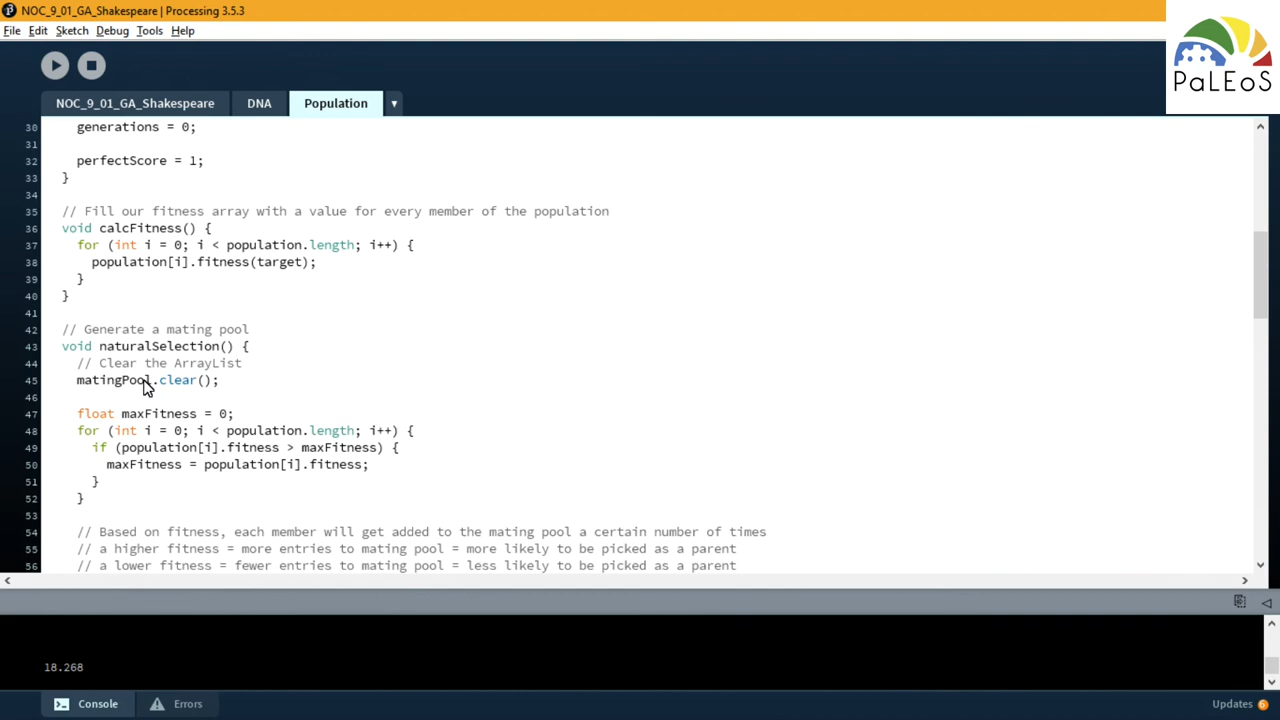 NOC_9_01_GA_Shakespeare | Processing 3.5.3
File Edit Sketch Debug Tools Help
PaLEoS
NOC_9_01_GA_Shakespeare DNA Population
30 generations = 0;
31
32 perfectScore = 1;
33 }
34
35 // Fill our fitness array with a value for every member of the population
36 void calcFitness() {
37 for (int i = 0; i < population.length; i++) {
38 population[i].fitness(target);
39 }
40 }
41
42 // Generate a mating pool
43 void naturalSelection() {
44 // Clear the ArrayList
45 matingPool.clear();
46
47 float maxFitness = 0;
48 for (int i = 0; i < population.length; i++) {
49 if (population[i].fitness > maxFitness) {
50 maxFitness = population[i].fitness;
51 }
52 }
53
54 // Based on fitness, each member will get added to the mating pool a certain number of times
55 // a higher fitness = more entries to mating pool = more likely to be picked as a parent
56 // a lower fitness = fewer entries to mating pool = less likely to be picked as a parent
18.268
Console Errors Updates 6